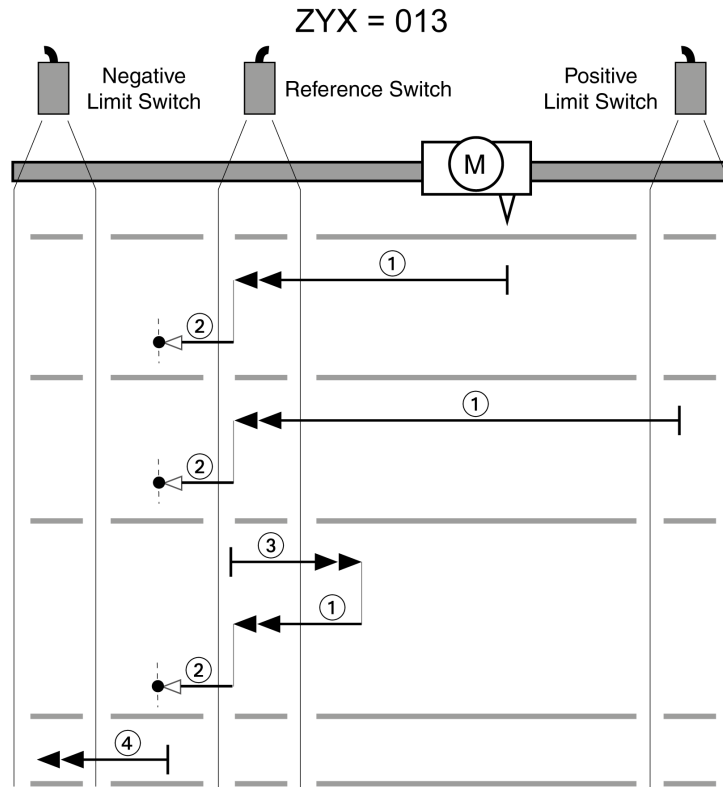 ZYX = 013
Negative
Limit Switch
Reference Switch
Positive
Limit Switch
M
1
2
1
2
3
1
2
4